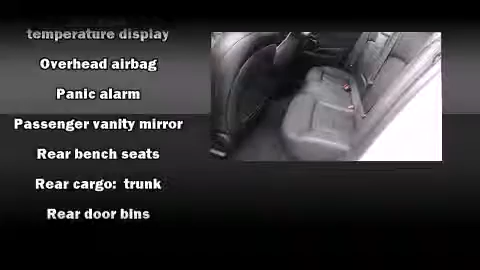 temperature display
Overhead airbag
Panic alarm
Passenger vanity mirror
Rear bench seats
Rear cargo:  trunk
Rear door bins